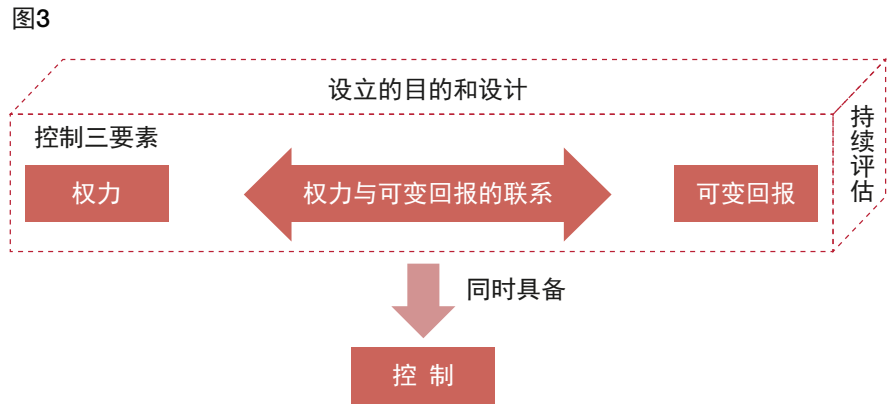 图3
设立的目的和设计
持续评估
控制三要素
权力
权力与可变回报的联系
可变回报
同时具备
控 制